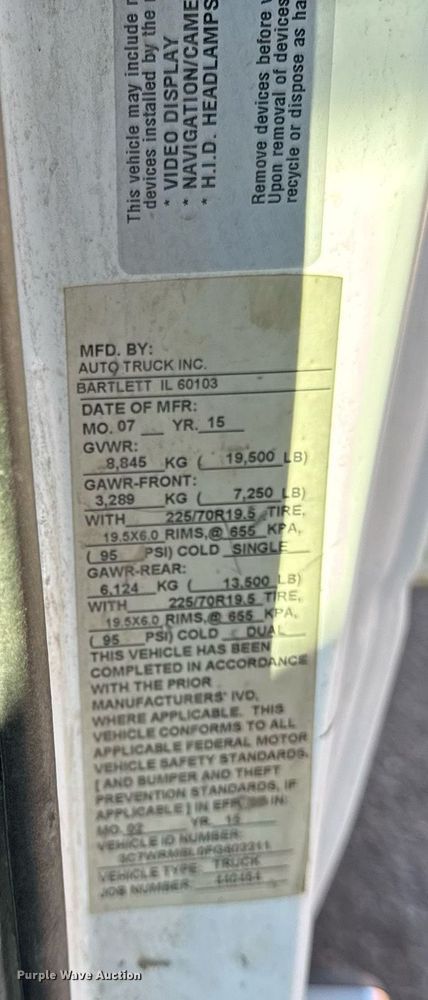 This vehicle may include
devices installed by the
* VIDEO DISPLAY
* NAVIGATION/CAME
* H.I.D. HEADLAMPS
Remove devices before
Upon removal of devices
recycle or dispose as ha
MFD. BY:
AUTO TRUCK INC.
BARTLETT IL 60103
DATE OF MFR:
MO. 07 YR. 15
GVWR:
8,845 KG ( 19,500 LB)
GAWR-FRONT:
3,289 KG ( 7,250 LB)
WITH 225/70R19.5 TIRE,
19.5X6.0 RIMS,@ 655 KPA,
( 95 PSI) COLD SINGLE
GAWR-REAR:
6,124 KG ( 13,500 LB)
WITH 225/70R19.5 TIRE,
19.5X6.0 RIMS,@ 655 KPA,
( 95 PSI) COLD DUAL
THIS VEHICLE HAS BEEN
COMPLETED IN ACCORDANCE
WITH THE PRIOR
MANUFACTURERS' IVD,
WHERE APPLICABLE. THIS
VEHICLE CONFORMS TO ALL
APPLICABLE FEDERAL MOTOR
VEHICLE SAFETY STANDARDS,
[ AND BUMPER AND THEFT
PREVENTION STANDARDS, IF
APPLICABLE ] IN IN:
MO. YR. 15
VEHICLE ID NUMBER:
VEHICLE TYPE: TRUCK
JOB NUMBER:
Purple Wave Auction